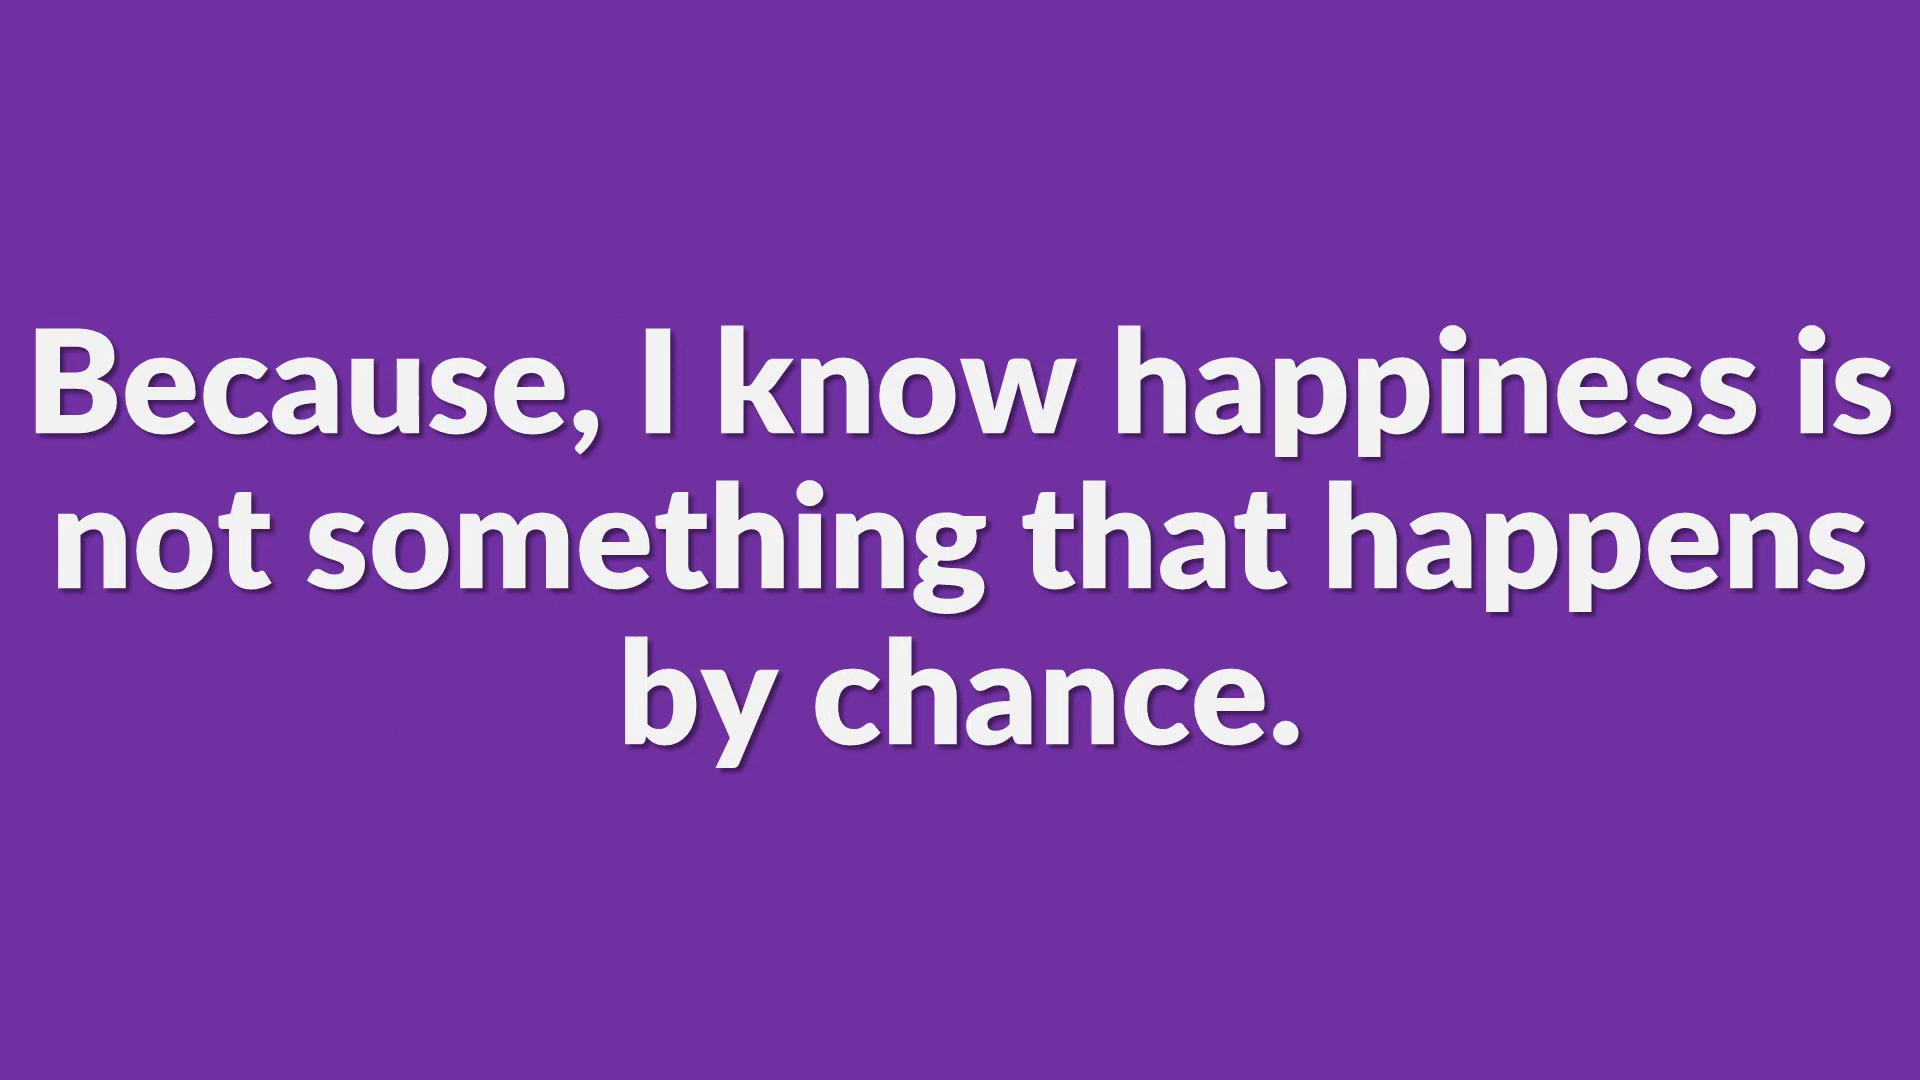 Because, I know happiness is
not something that happens
by chance.